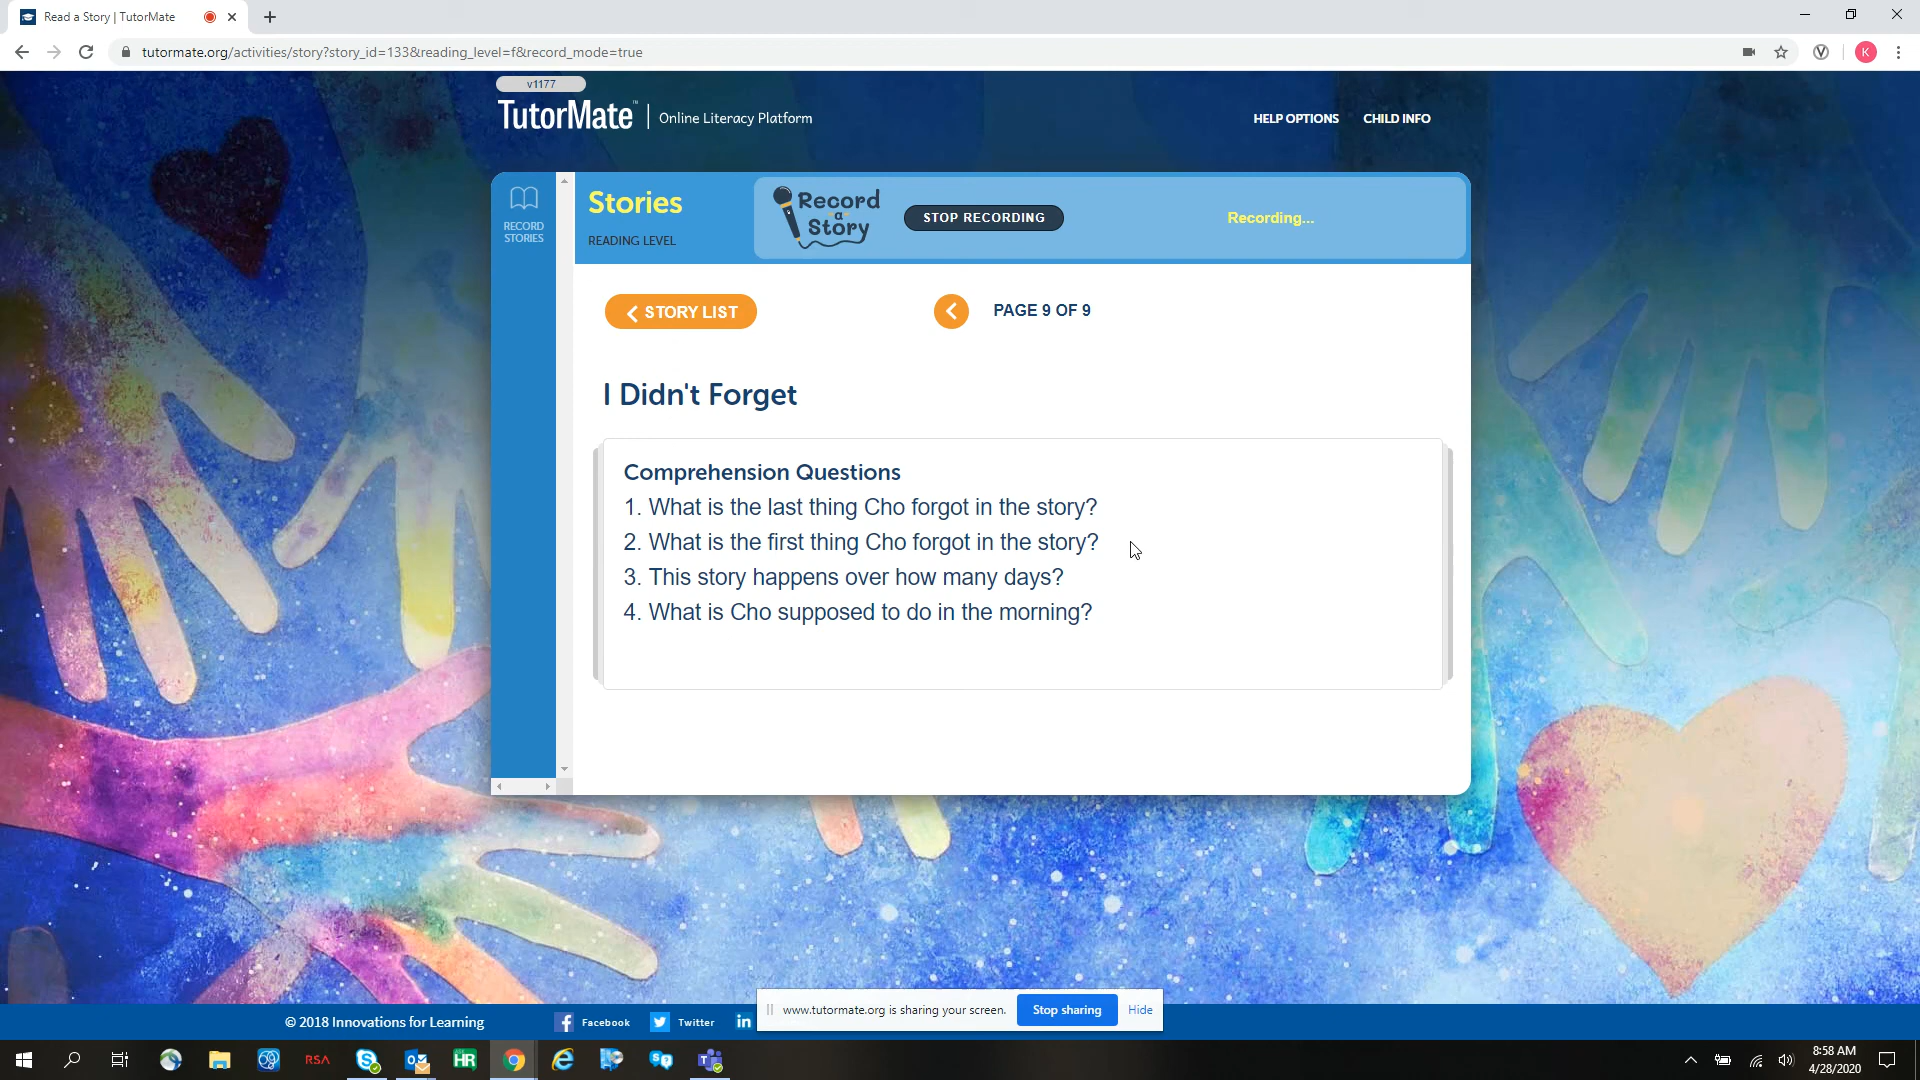 Read a Story | TutorMate
tutormate.org/activities/story?story_id=133&reading_level=f&record_mode=true
K
v1177
TutorMate™ | Online Literacy Platform
HELP OPTIONS
CHILD INFO
RECORD
STORIES
Stories
READING LEVEL
Record
a
Story
STOP RECORDING
Recording...
STORY LIST
PAGE 9 OF 9
I Didn't Forget
Comprehension Questions
1. What is the last thing Cho forgot in the story?
2. What is the first thing Cho forgot in the story?
3. This story happens over how many days?
4. What is Cho supposed to do in the morning?
© 2018 Innovations for Learning
Facebook
Twitter
in
www.tutormate.org is sharing your screen.
Stop sharing
Hide
RSA
HR
8:58 AM
4/28/2020